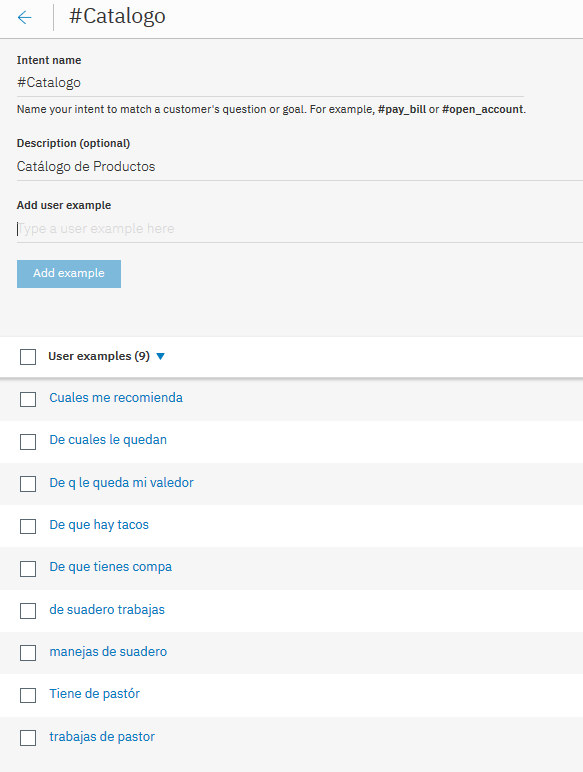 #Catalogo
Intent name
#Catalogo
Name your intent to match a customer's question or goal. For example, #pay_bill or #open_account.
Description (optional)
Catálogo de Productos
Add user example
Type a user example here
Add example
User examples (9) ▼
Cuales me recomienda
De cuales le quedan
De q le queda mi valedor
De que hay tacos
De que tienes compa
de suadero trabajas
manejas de suadero
Tiene de pastór
trabajas de pastor